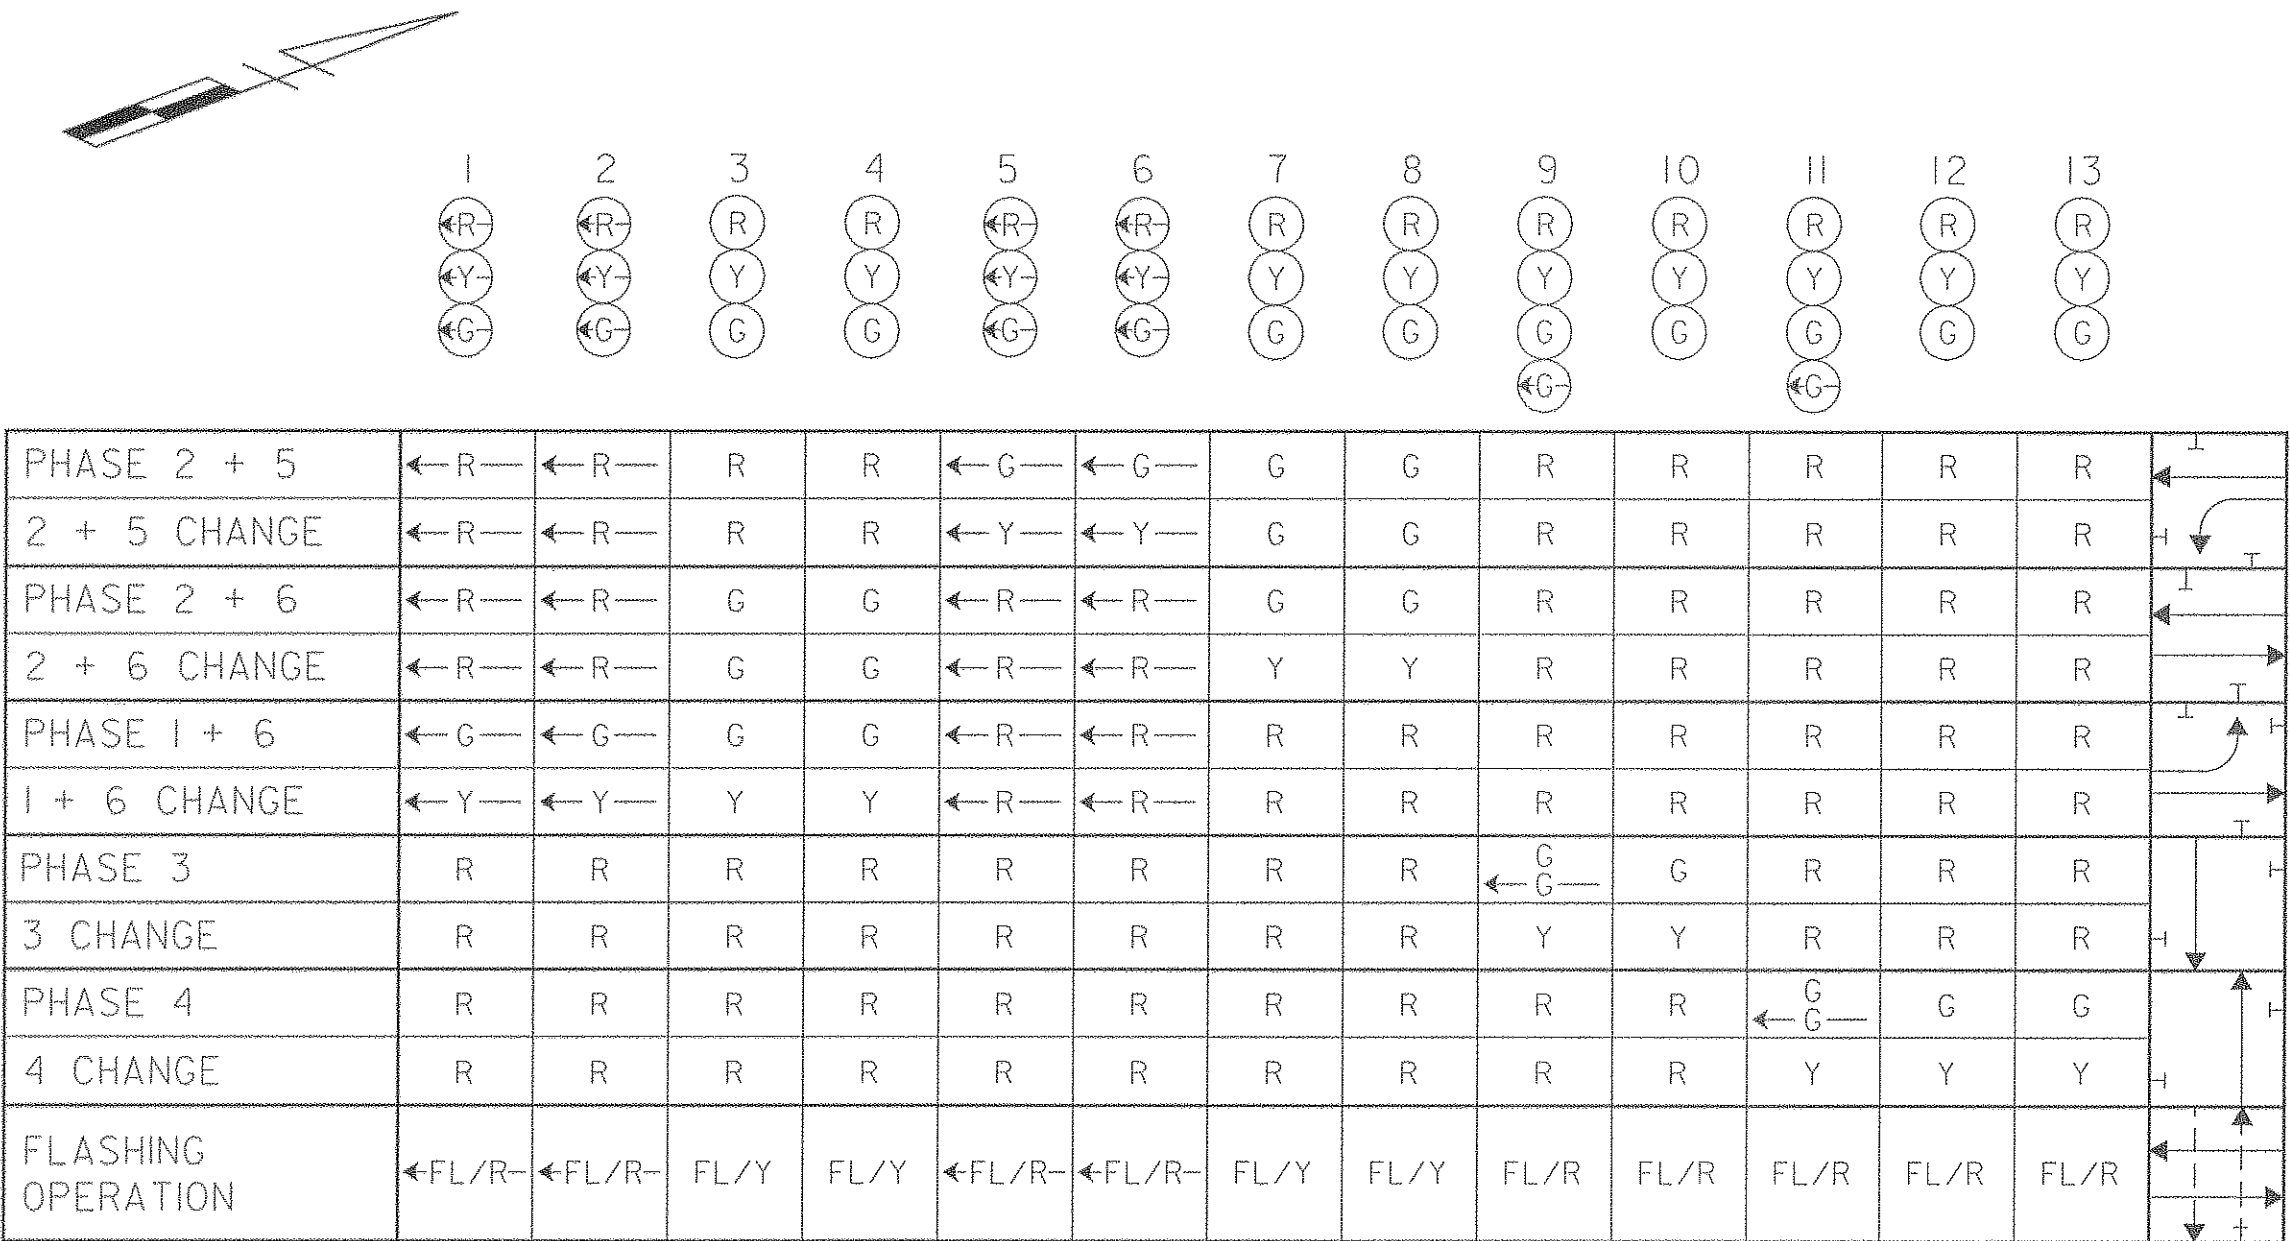 1 2 3 4 5 6 7 8 9 10 11 12 13
R R R R R R R R R R R R R
Y Y Y Y Y Y Y Y Y Y Y Y Y
G G G G G G G G G G G G G
G G
PHASE 2 + 5 ←R— ←R— R R ←G— ←G— G G R R R R R
2 + 5 CHANGE ←R— ←R— R R ←Y— ←Y— G G R R R R R
PHASE 2 + 6 ←R— ←R— G G ←R— ←R— G G R R R R R
2 + 6 CHANGE ←R— ←R— G G ←R— ←R— Y Y R R R R R
PHASE 1 + 6 ←G— ←G— G G ←R— ←R— R R R R R R R
1 + 6 CHANGE ←Y— ←Y— Y Y ←R— ←R— R R R R R R R
PHASE 3 R R R R R R R R G ←G— G R R R
3 CHANGE R R R R R R R R Y Y R R R
PHASE 4 R R R R R R R R R R G ←G— G G
4 CHANGE R R R R R R R R R R Y Y Y
FLASHING
OPERATION ←FL/R— ←FL/R— FL/Y FL/Y ←FL/R— ←FL/R— FL/Y FL/Y FL/R FL/R FL/R FL/R FL/R